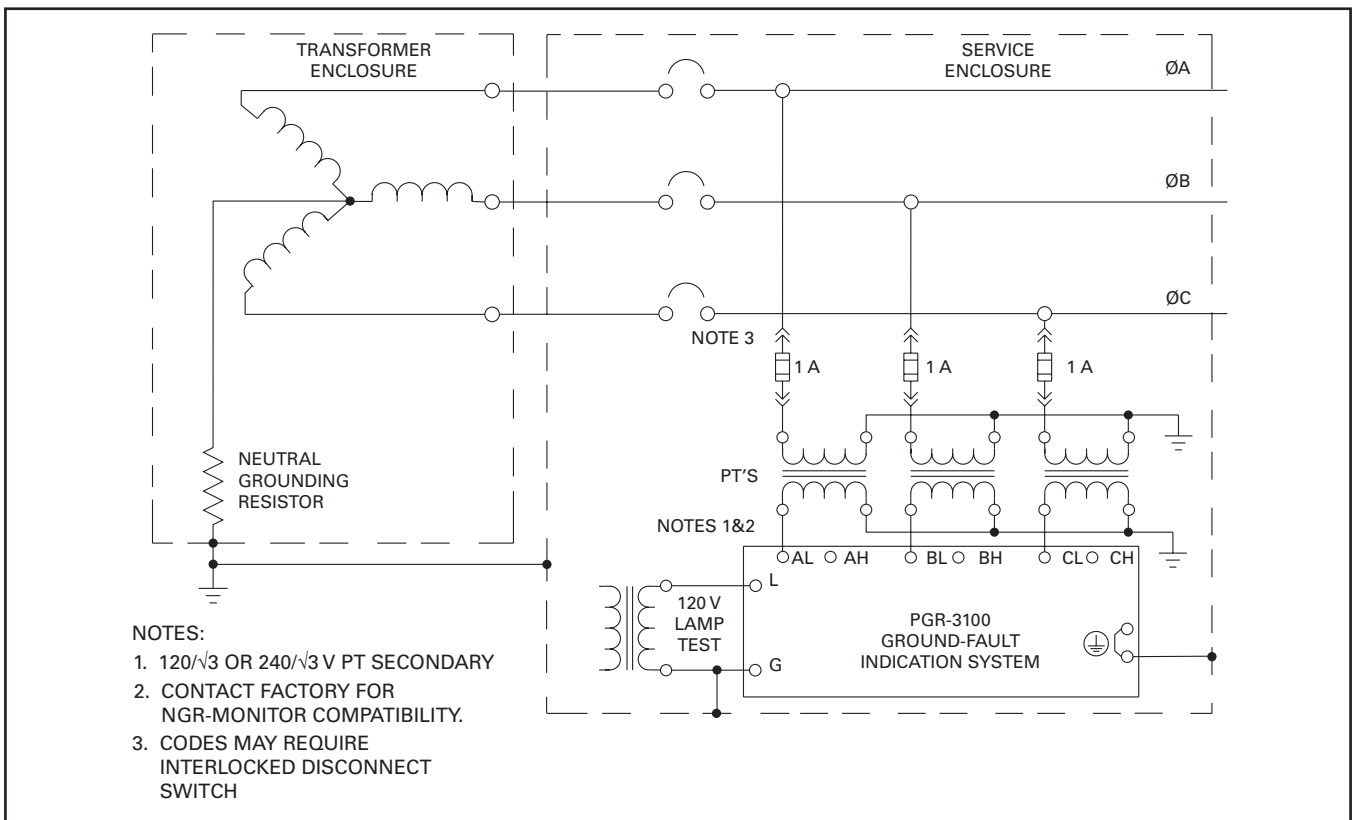 TRANSFORMER
ENCLOSURE
SERVICE
ENCLOSURE
ØA
ØB
ØC
NOTE 3
1 A
1 A
1 A
NEUTRAL
GROUNDING
RESISTOR
PT'S
NOTES 1&2
AL
AH
BL
BH
CL
CH
L
120 V
LAMP
TEST
G
PGR-3100
GROUND-FAULT
INDICATION SYSTEM
NOTES:
1. 120/√3 OR 240/√3 V PT SECONDARY
2. CONTACT FACTORY FOR
NGR-MONITOR COMPATIBILITY.
3. CODES MAY REQUIRE
INTERLOCKED DISCONNECT
SWITCH